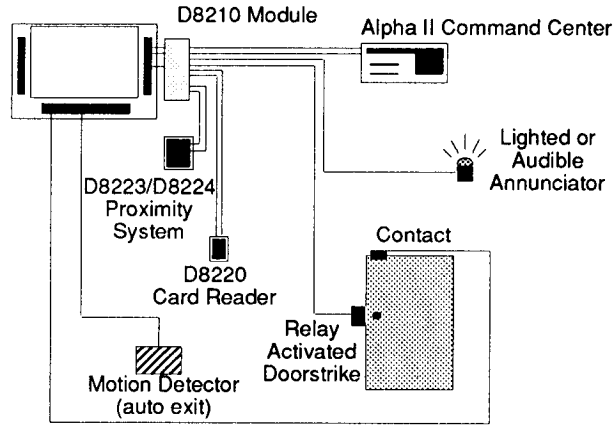 D8210 Module
Alpha II Command Center
Lighted or
Audible
Annunciator
D8223/D8224
Proximity
System
Contact
D8220
Card Reader
Relay
Activated
Doorstrike
Motion Detector
(auto exit)